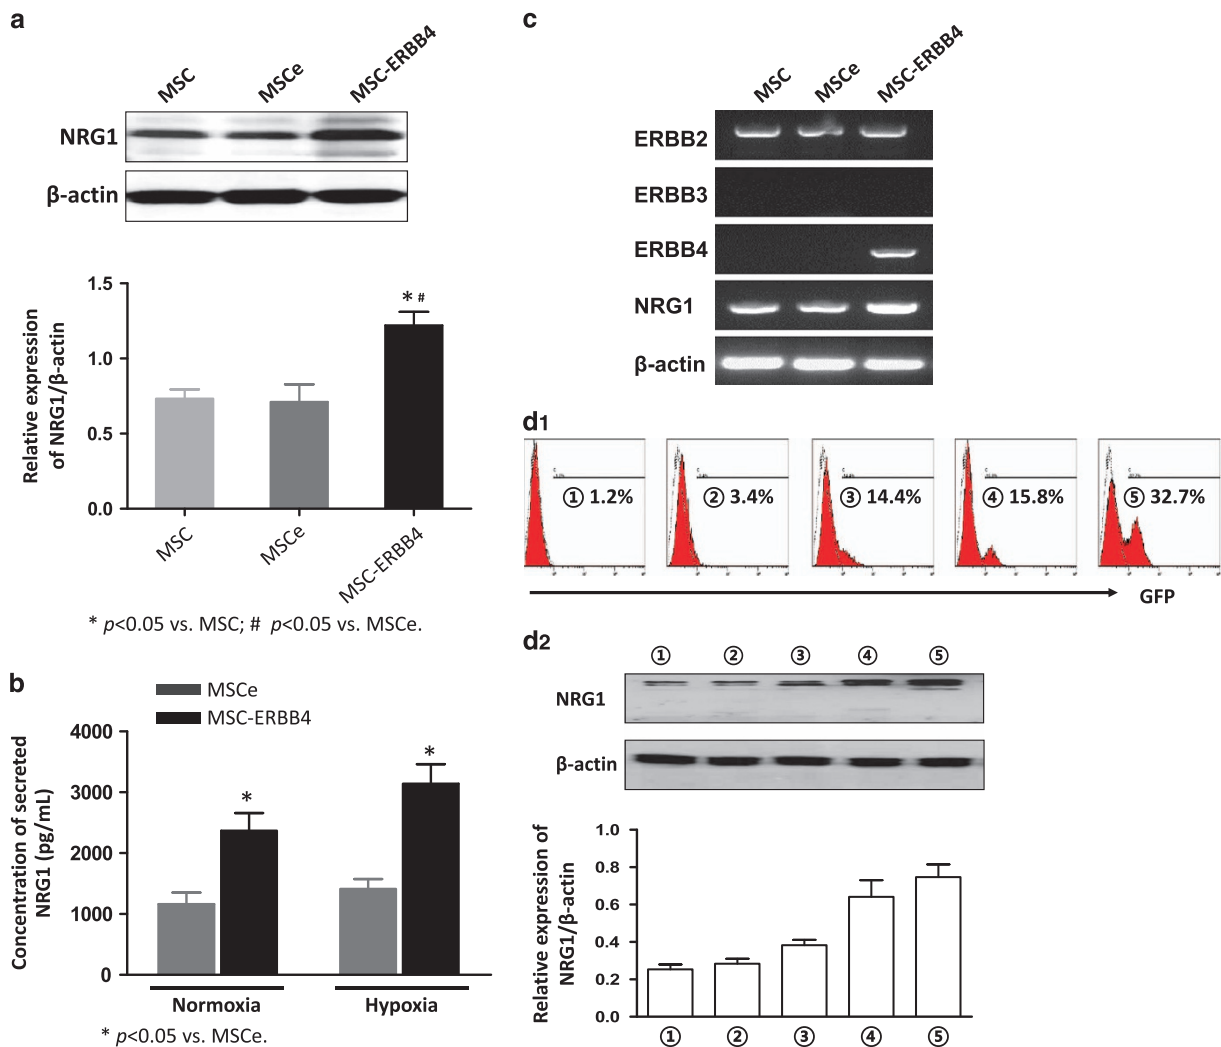 a
MSC
MSCe
MSC-ERBB4
NRG1
β-actin
Relative expression
of NRG1/β-actin
1.5
1.0
0.5
0.0
MSC
MSCe
MSC-ERBB4
* p<0.05 vs. MSC; # p<0.05 vs. MSCe.
* #
b
MSCe
MSC-ERBB4
Concentration of secreted
NRG1 (pg/mL)
4000
3000
2000
1000
0
*
*
Normoxia
Hypoxia
* p<0.05 vs. MSCe.
c
MSC
MSCe
MSC-ERBB4
ERBB2
ERBB3
ERBB4
NRG1
β-actin
d1
① 1.2%
② 3.4%
③ 14.4%
④ 15.8%
⑤ 32.7%
GFP
d2
① ② ③ ④ ⑤
NRG1
β-actin
Relative expression of
NRG1/β-actin
1.0
0.8
0.6
0.4
0.2
0.0
① ② ③ ④ ⑤